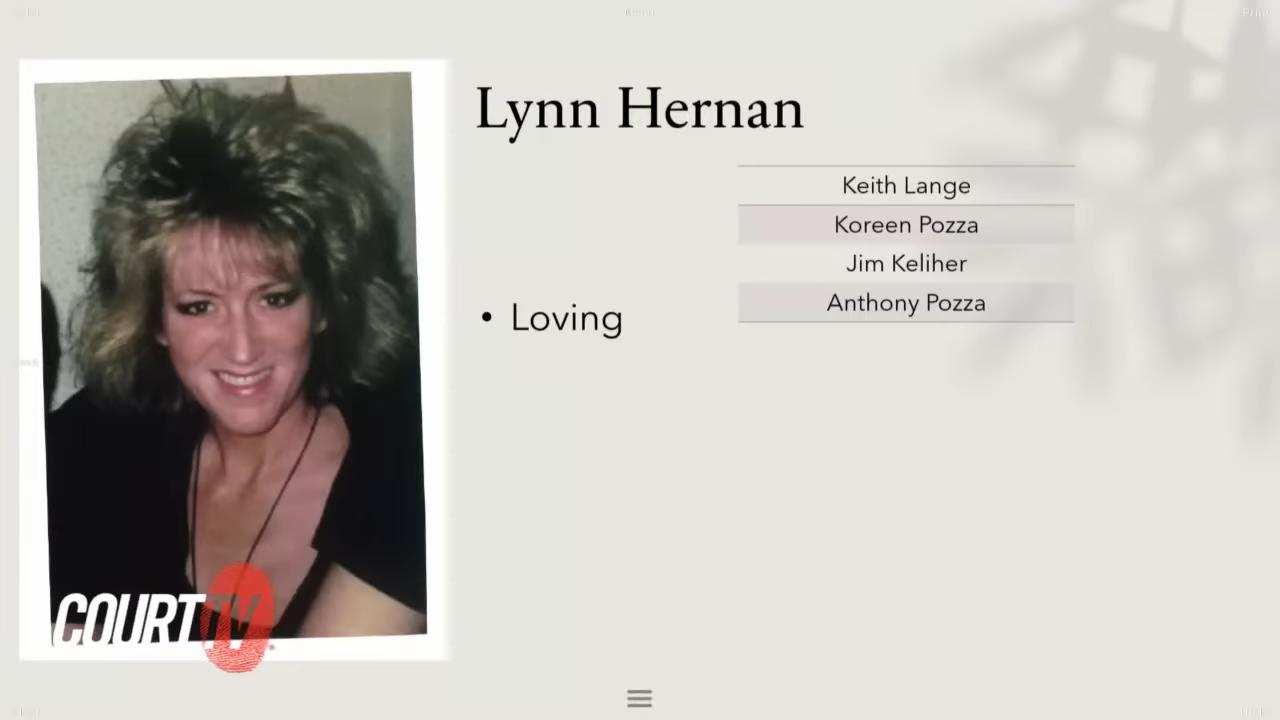 Lynn Hernan
Keith Lange
Koreen Pozza
Jim Keliher
Anthony Pozza
• Loving
COURT TV